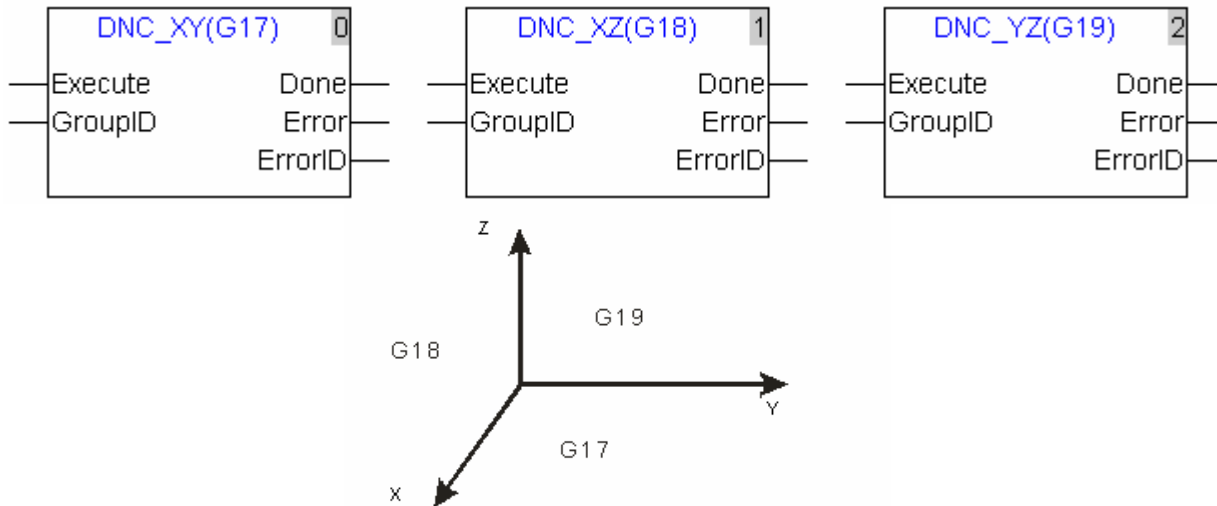 DNC_XY(G17) 0
Execute Done
GroupID Error
ErrorID
DNC_XZ(G18) 1
Execute Done
GroupID Error
ErrorID
DNC_YZ(G19) 2
Execute Done
GroupID Error
ErrorID
Z
G19
G18
Y
G17
X